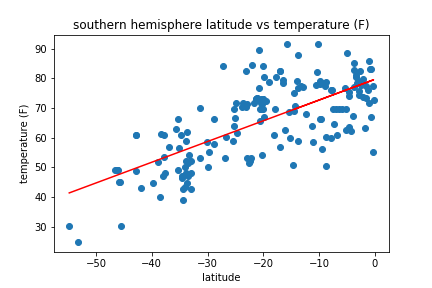 southern hemisphere latitude vs temperature (F)
90
80
70
60
50
40
30
temperature (F)
−50 −40 −30 −20 −10 0
latitude